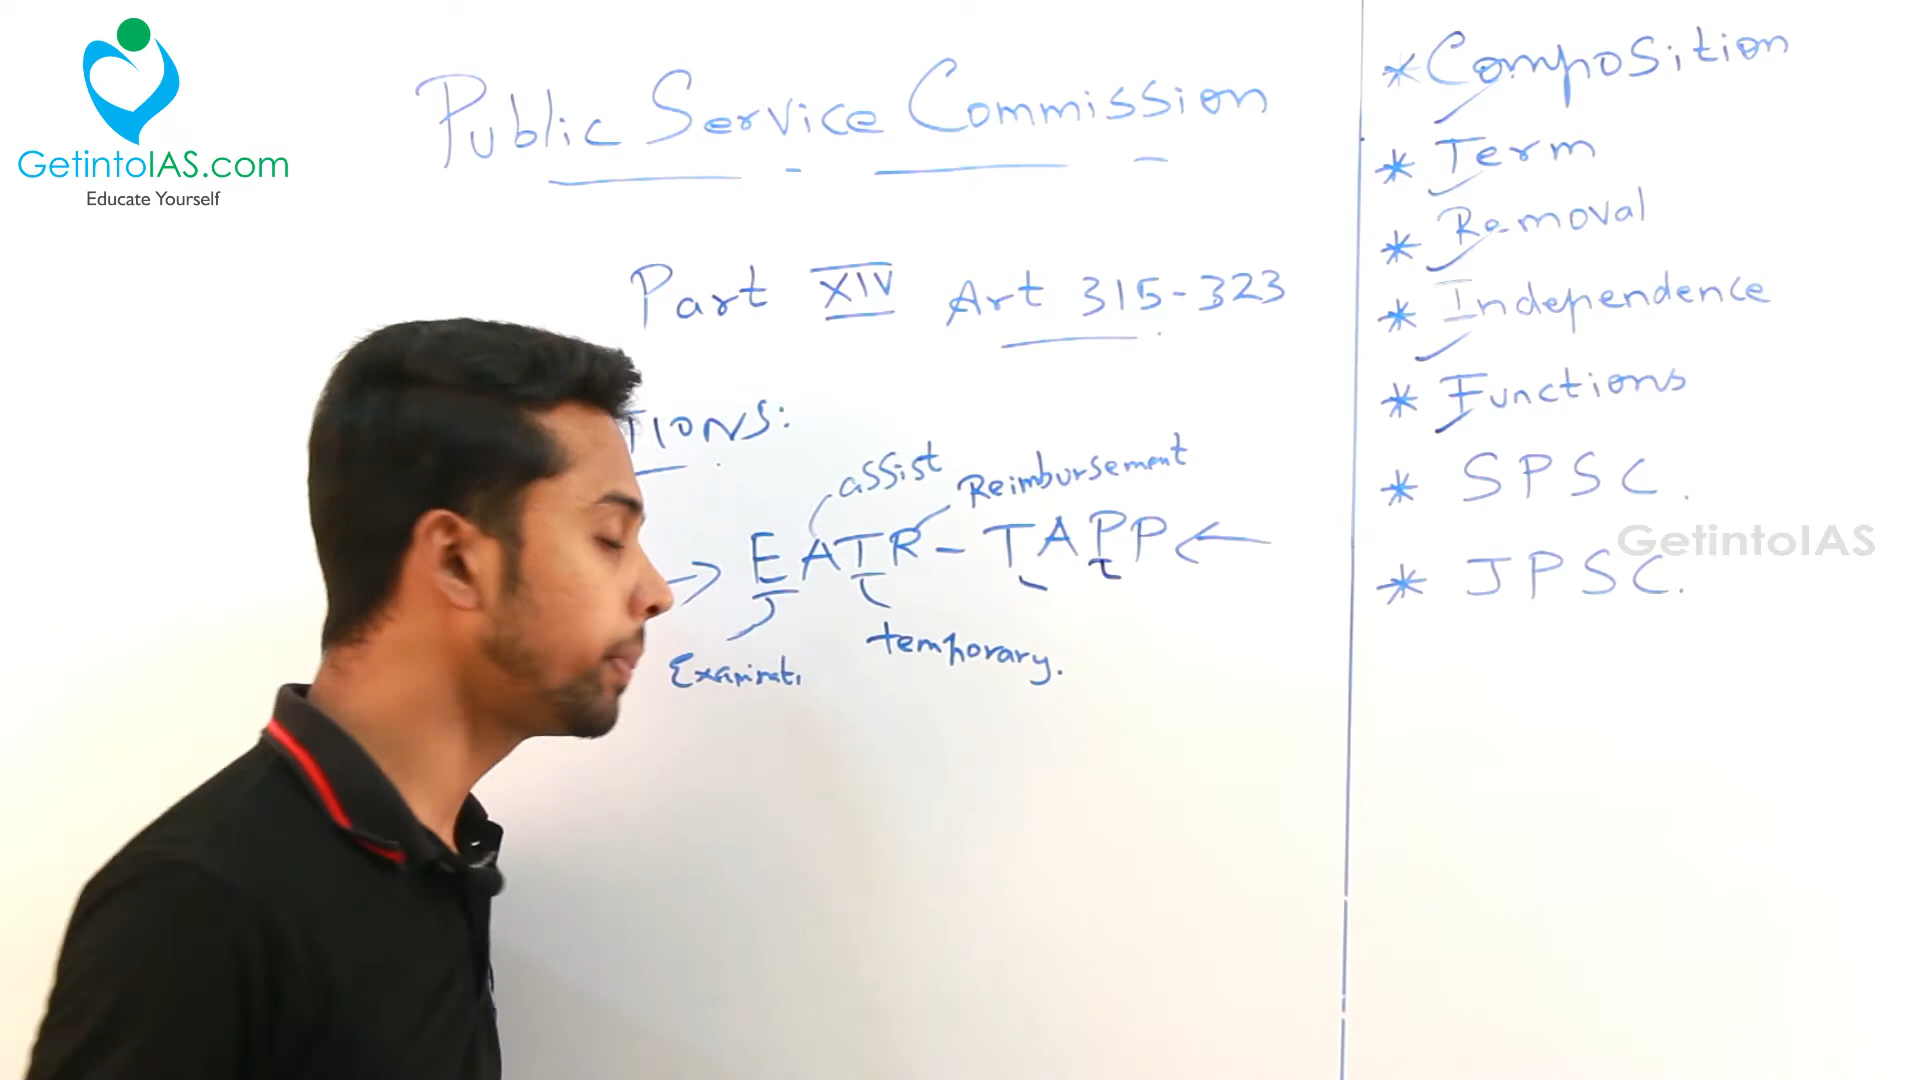 GetintoIAS.com
Educate Yourself
Public Service Commission
Part XIV Art 315-323
TIONS:
assist
Reimbursement
EATR - TAPP
temporary.
* Composition
* Term
* Removal
* Independence
* Functions
* SPSC.
GetintoIAS
* JPSC.